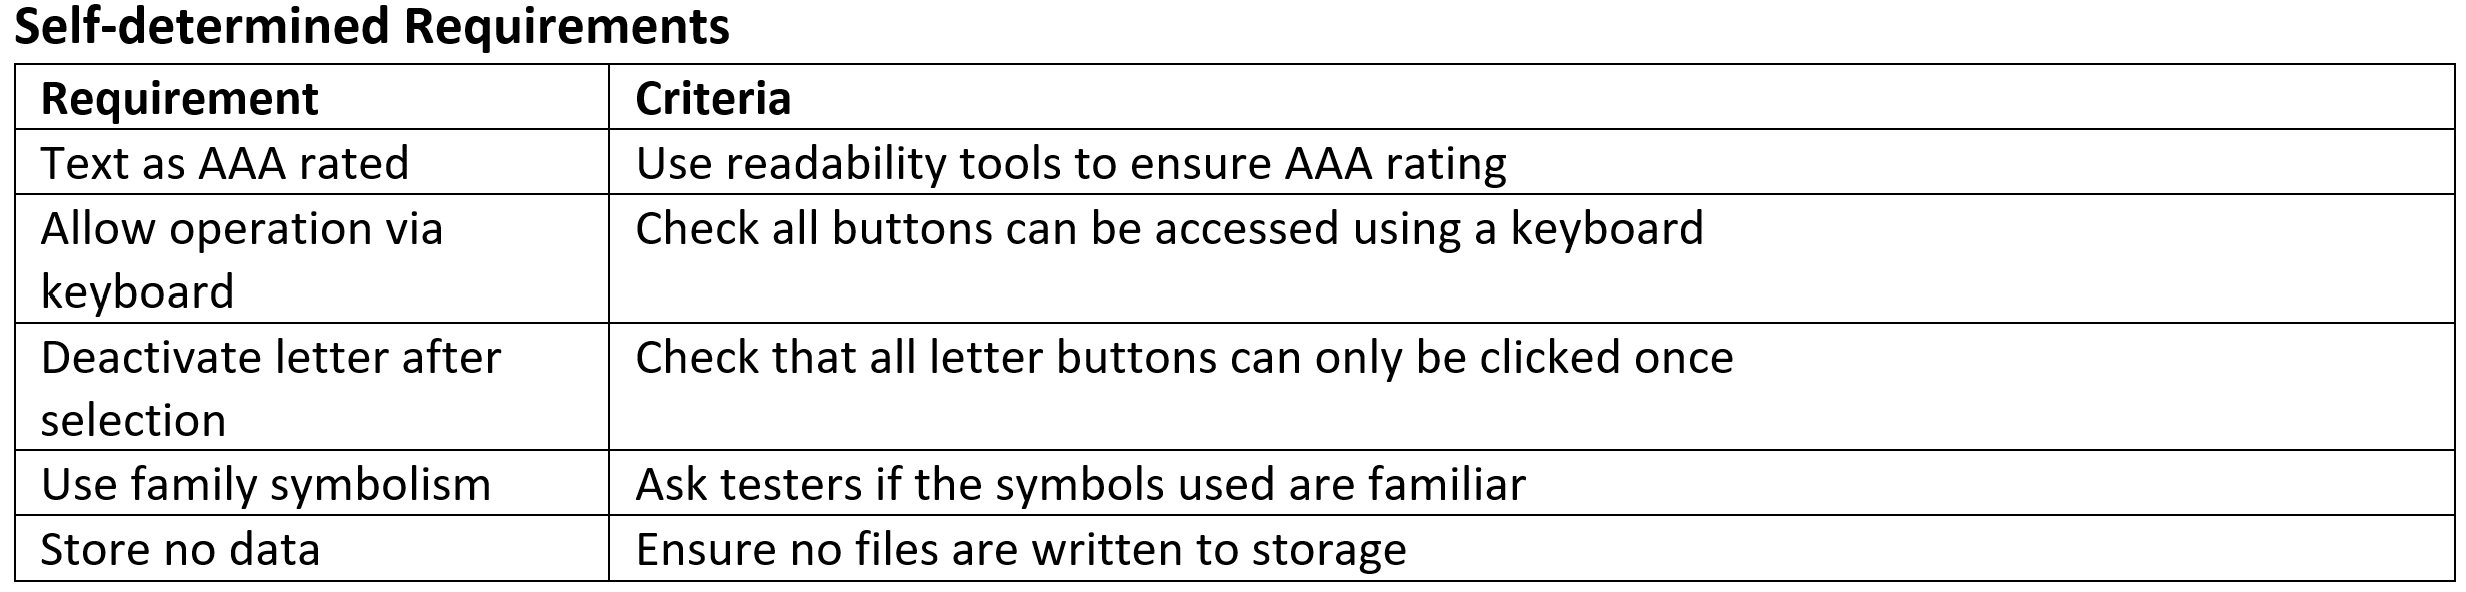 Self-determined Requirements
Requirement
Criteria
Text as AAA rated
Use readability tools to ensure AAA rating
Allow operation via
keyboard
Check all buttons can be accessed using a keyboard
Deactivate letter after
selection
Check that all letter buttons can only be clicked once
Use family symbolism
Ask testers if the symbols used are familiar
Store no data
Ensure no files are written to storage